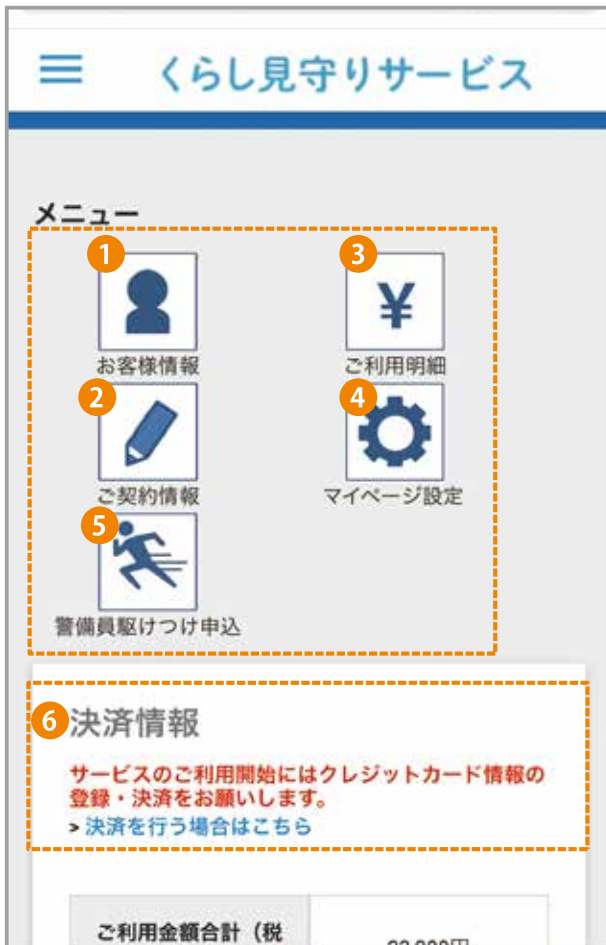 くらし見守りサービス
メニュー
1
3
¥
お客様情報
ご利用明細
2
4
ご契約情報
マイページ設定
5
警備員駆けつけ申込
6 決済情報
サービスのご利用開始にはクレジットカード情報の
登録・決済をお願いします。
> 決済を行う場合はこちら
ご利用金額合計（税